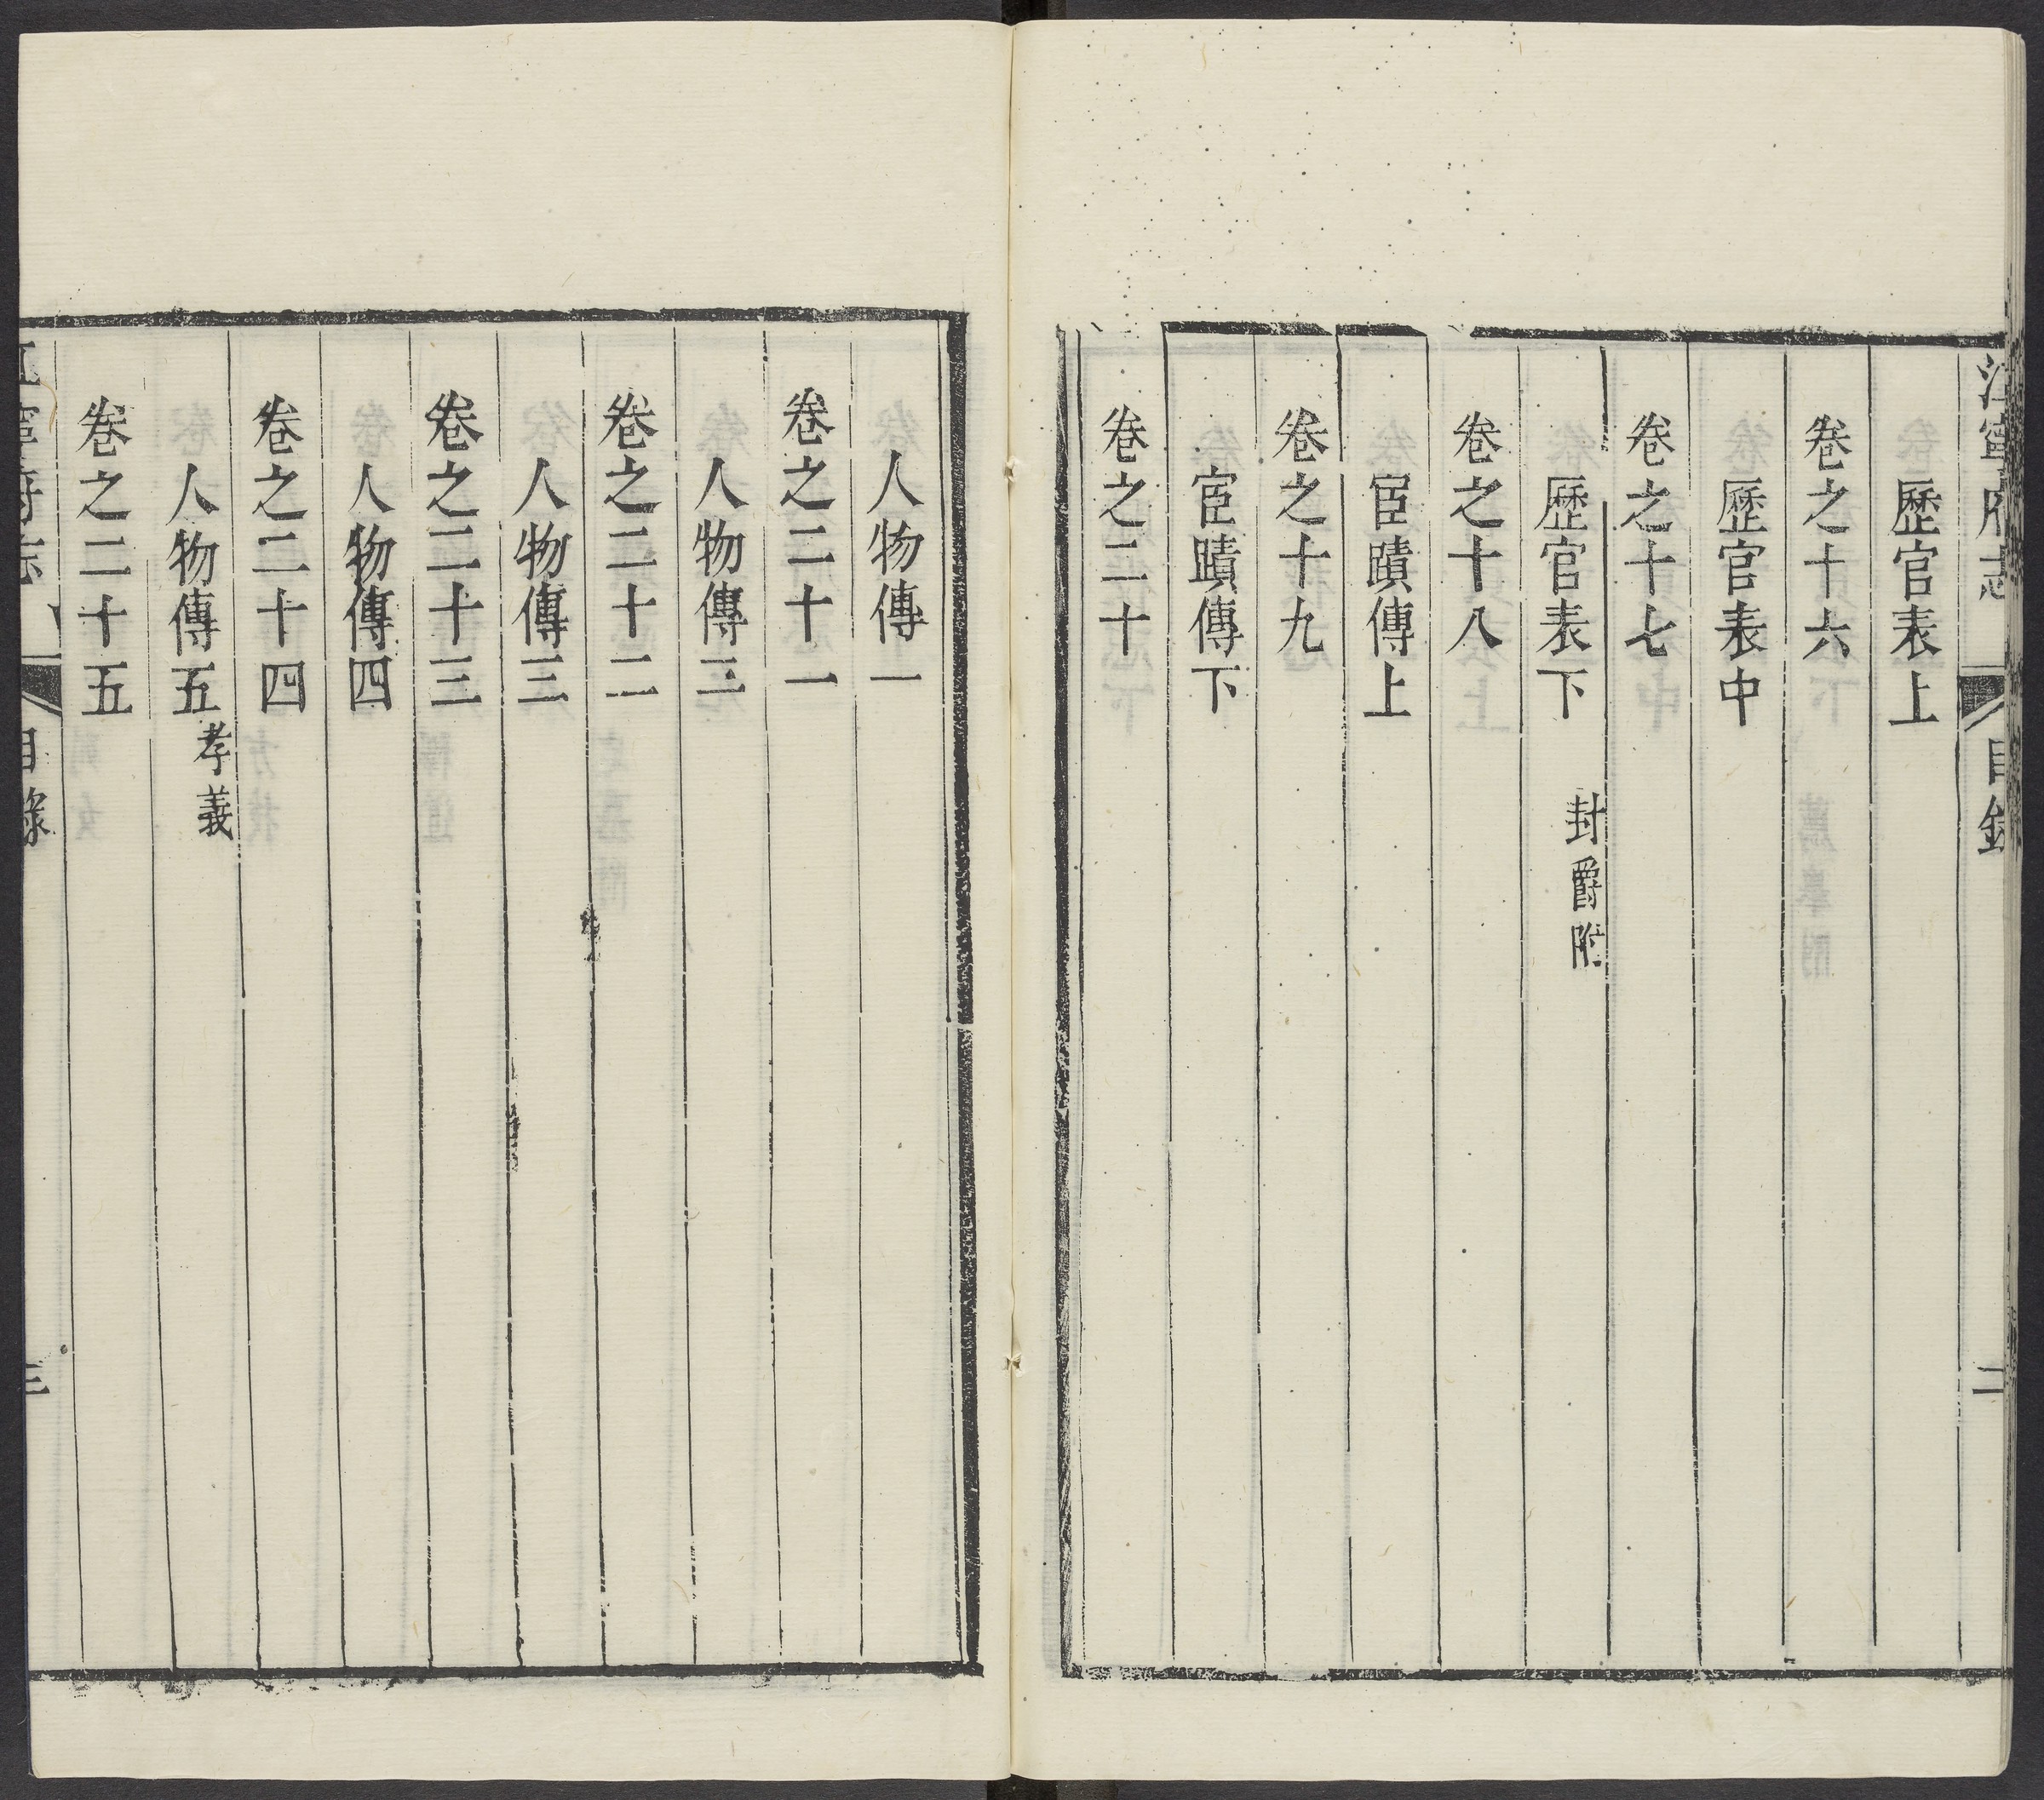 江寧府志 目錄 二
歷官表上
卷之十六
歷官表中
卷之十七
歷官表下 封爵附
卷之十八
宦蹟傳上
卷之十九
宦蹟傳下
卷之二十
人物傳一
卷之二十一
人物傳三
卷之二十二
人物傳三
卷之二十三
人物傳四
卷之二十四
人物傳五 孝義
卷之二十五
江寧府志 目錄 三